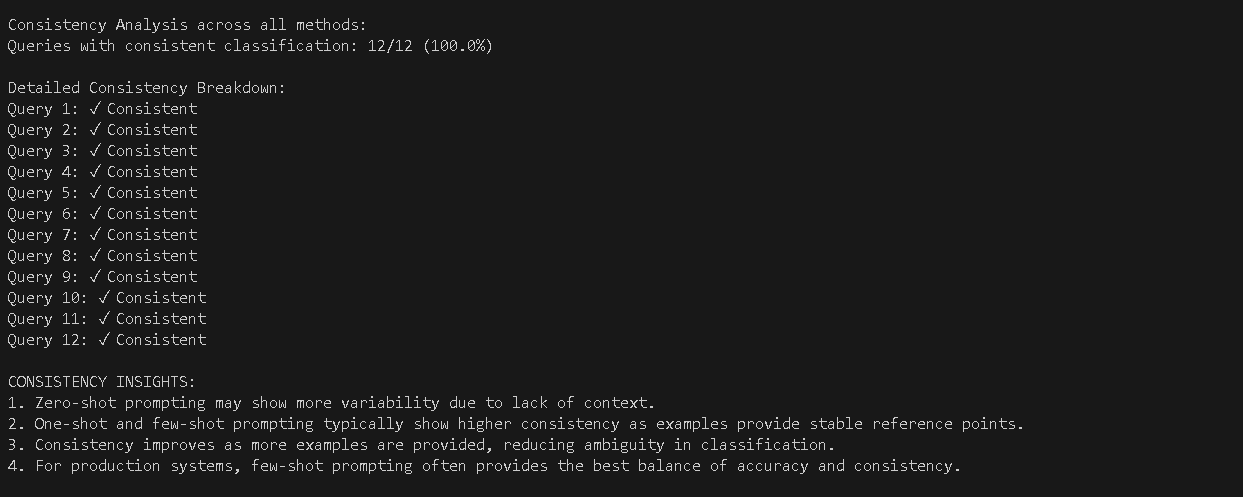 Consistency Analysis across all methods:
Queries with consistent classification: 12/12 (100.0%)
Detailed Consistency Breakdown:
Query 1: ✓ Consistent
Query 2: ✓ Consistent
Query 3: ✓ Consistent
Query 4: ✓ Consistent
Query 5: ✓ Consistent
Query 6: ✓ Consistent
Query 7: ✓ Consistent
Query 8: ✓ Consistent
Query 9: ✓ Consistent
Query 10: ✓ Consistent
Query 11: ✓ Consistent
Query 12: ✓ Consistent
CONSISTENCY INSIGHTS:
1. Zero-shot prompting may show more variability due to lack of context.
2. One-shot and few-shot prompting typically show higher consistency as examples provide stable reference points.
3. Consistency improves as more examples are provided, reducing ambiguity in classification.
4. For production systems, few-shot prompting often provides the best balance of accuracy and consistency.